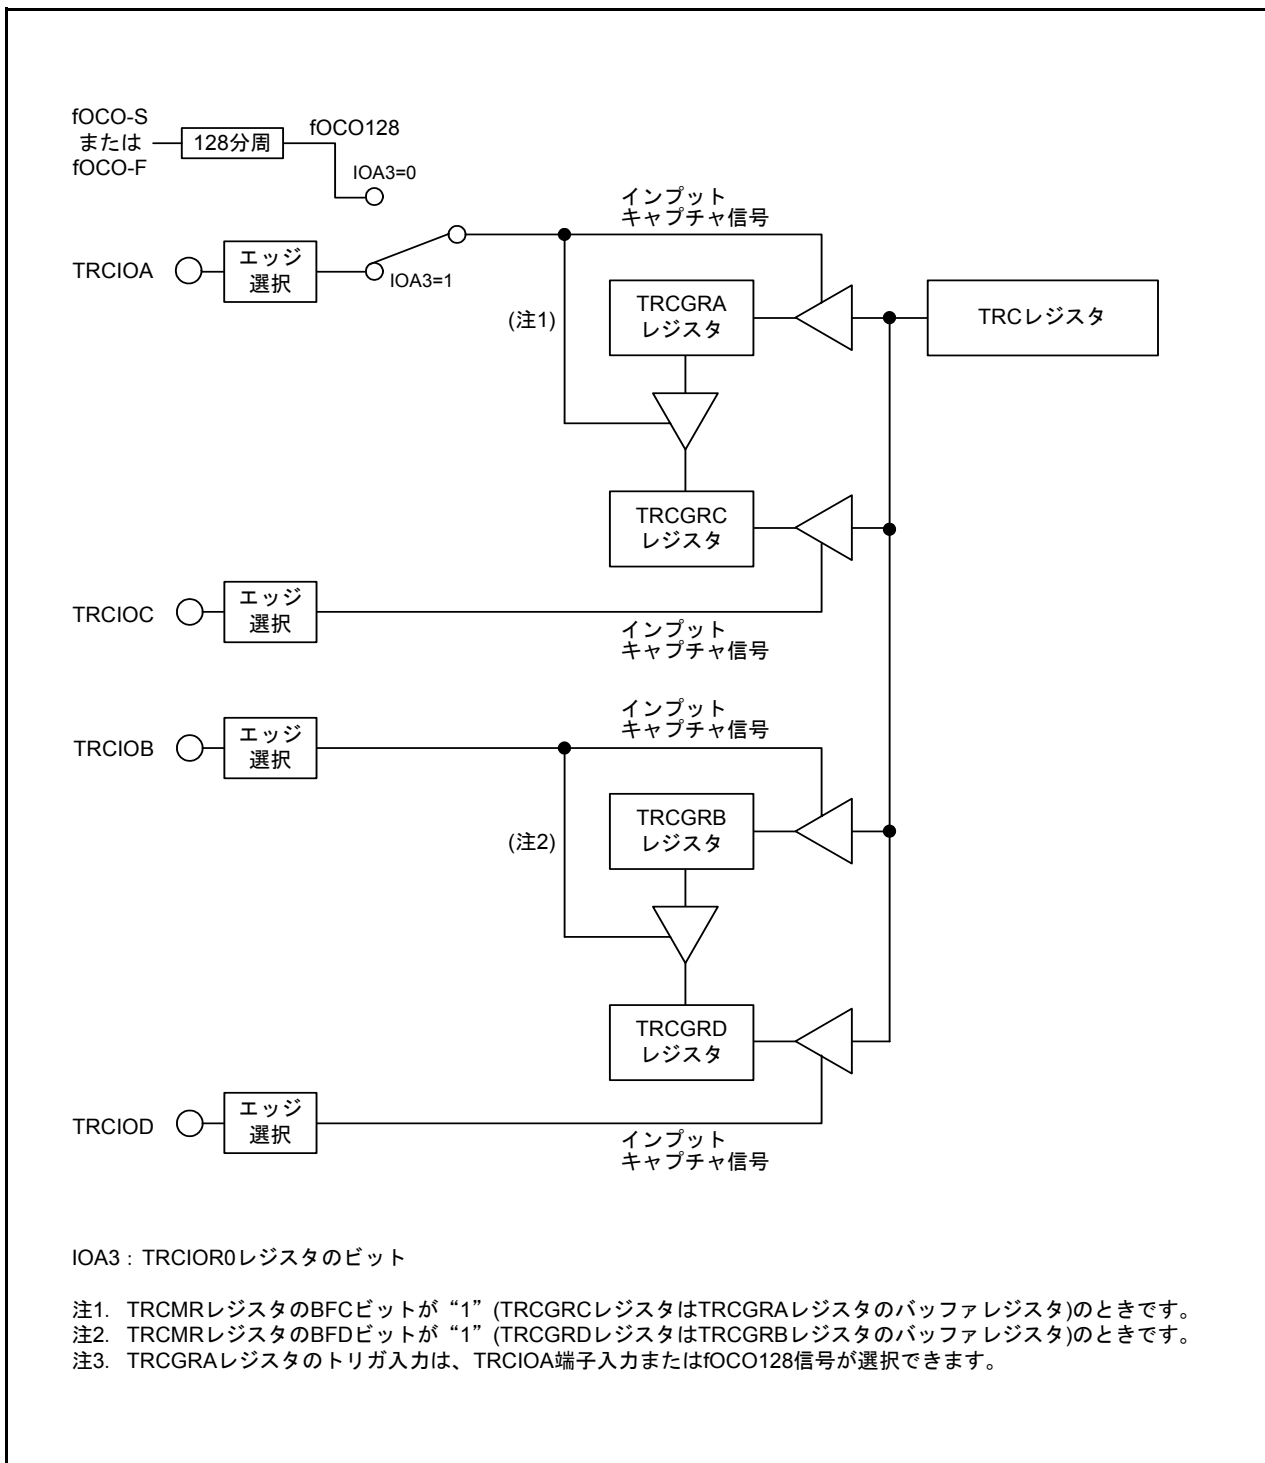 fOCO-S
または
fOCO-F
128分周
fOCO128
IOA3=0
インプット
キャプチャ信号
TRCIOA
エッジ
選択
IOA3=1
(注1)
TRCGRA
レジスタ
TRCレジスタ
TRCGRC
レジスタ
TRCIOC
エッジ
選択
インプット
キャプチャ信号
インプット
キャプチャ信号
TRCIOB
エッジ
選択
(注2)
TRCGRB
レジスタ
TRCGRD
レジスタ
TRCIOD
エッジ
選択
インプット
キャプチャ信号
IOA3：TRCIOR0レジスタのビット
注1. TRCMRレジスタのBFCビットが“1”(TRCGRCレジスタはTRCGRAレジスタのバッファレジスタ)のときです。
注2. TRCMRレジスタのBFDビットが“1”(TRCGRDレジスタはTRCGRBレジスタのバッファレジスタ)のときです。
注3. TRCGRAレジスタのトリガ入力は、TRCIOA端子入力またはfOCO128信号が選択できます。